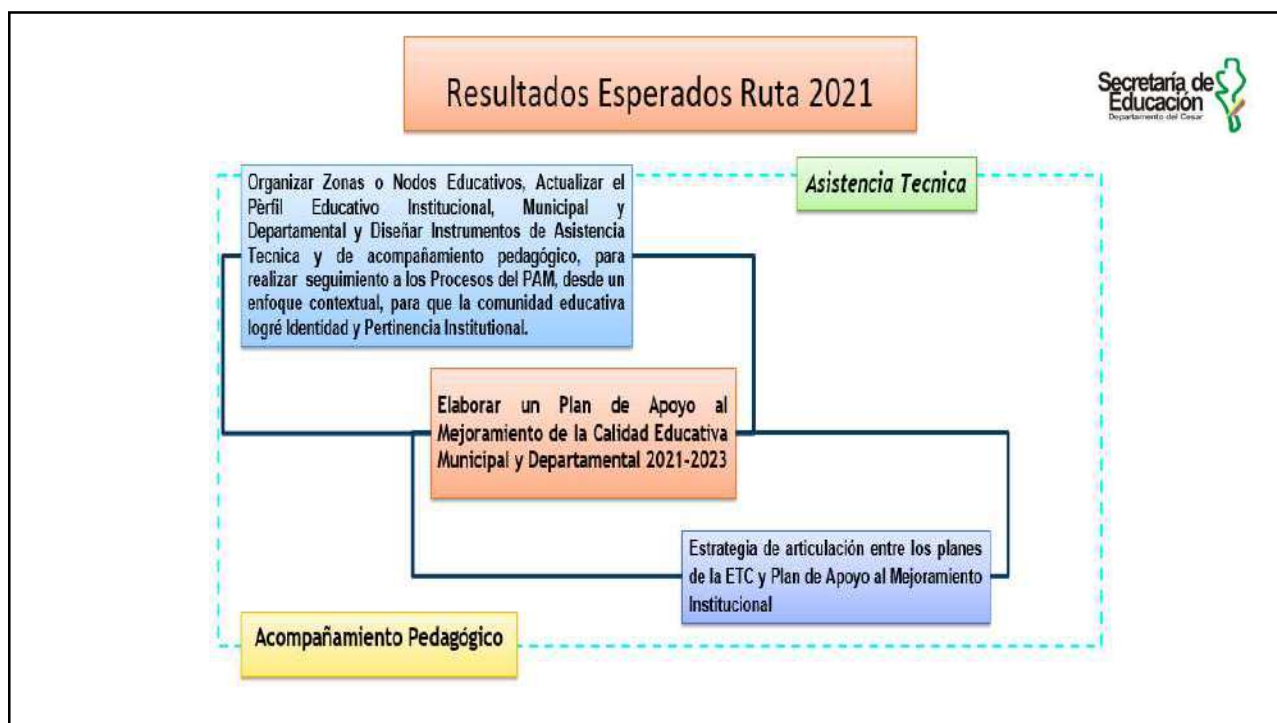 Resultados Esperados Ruta 2021
Secretaría de
Educación
Departamento del Cesar
Organizar Zonas o Nodos Educativos, Actualizar el
Pèrfil Educativo Institucional, Municipal y
Departamental y Diseñar Instrumentos de Asistencia
Tecnica y de acompañamiento pedagógico, para
realizar seguimiento a los Procesos del PAM, desde un
enfoque contextual, para que la comunidad educativa
logré Identidad y Pertinencia Institutional.
Asistencia Tecnica
Elaborar un Plan de Apoyo al
Mejoramiento de la Calidad Educativa
Municipal y Departamental 2021-2023
Estrategia de articulación entre los planes
de la ETC y Plan de Apoyo al Mejoramiento
Institucional
Acompañamiento Pedagógico